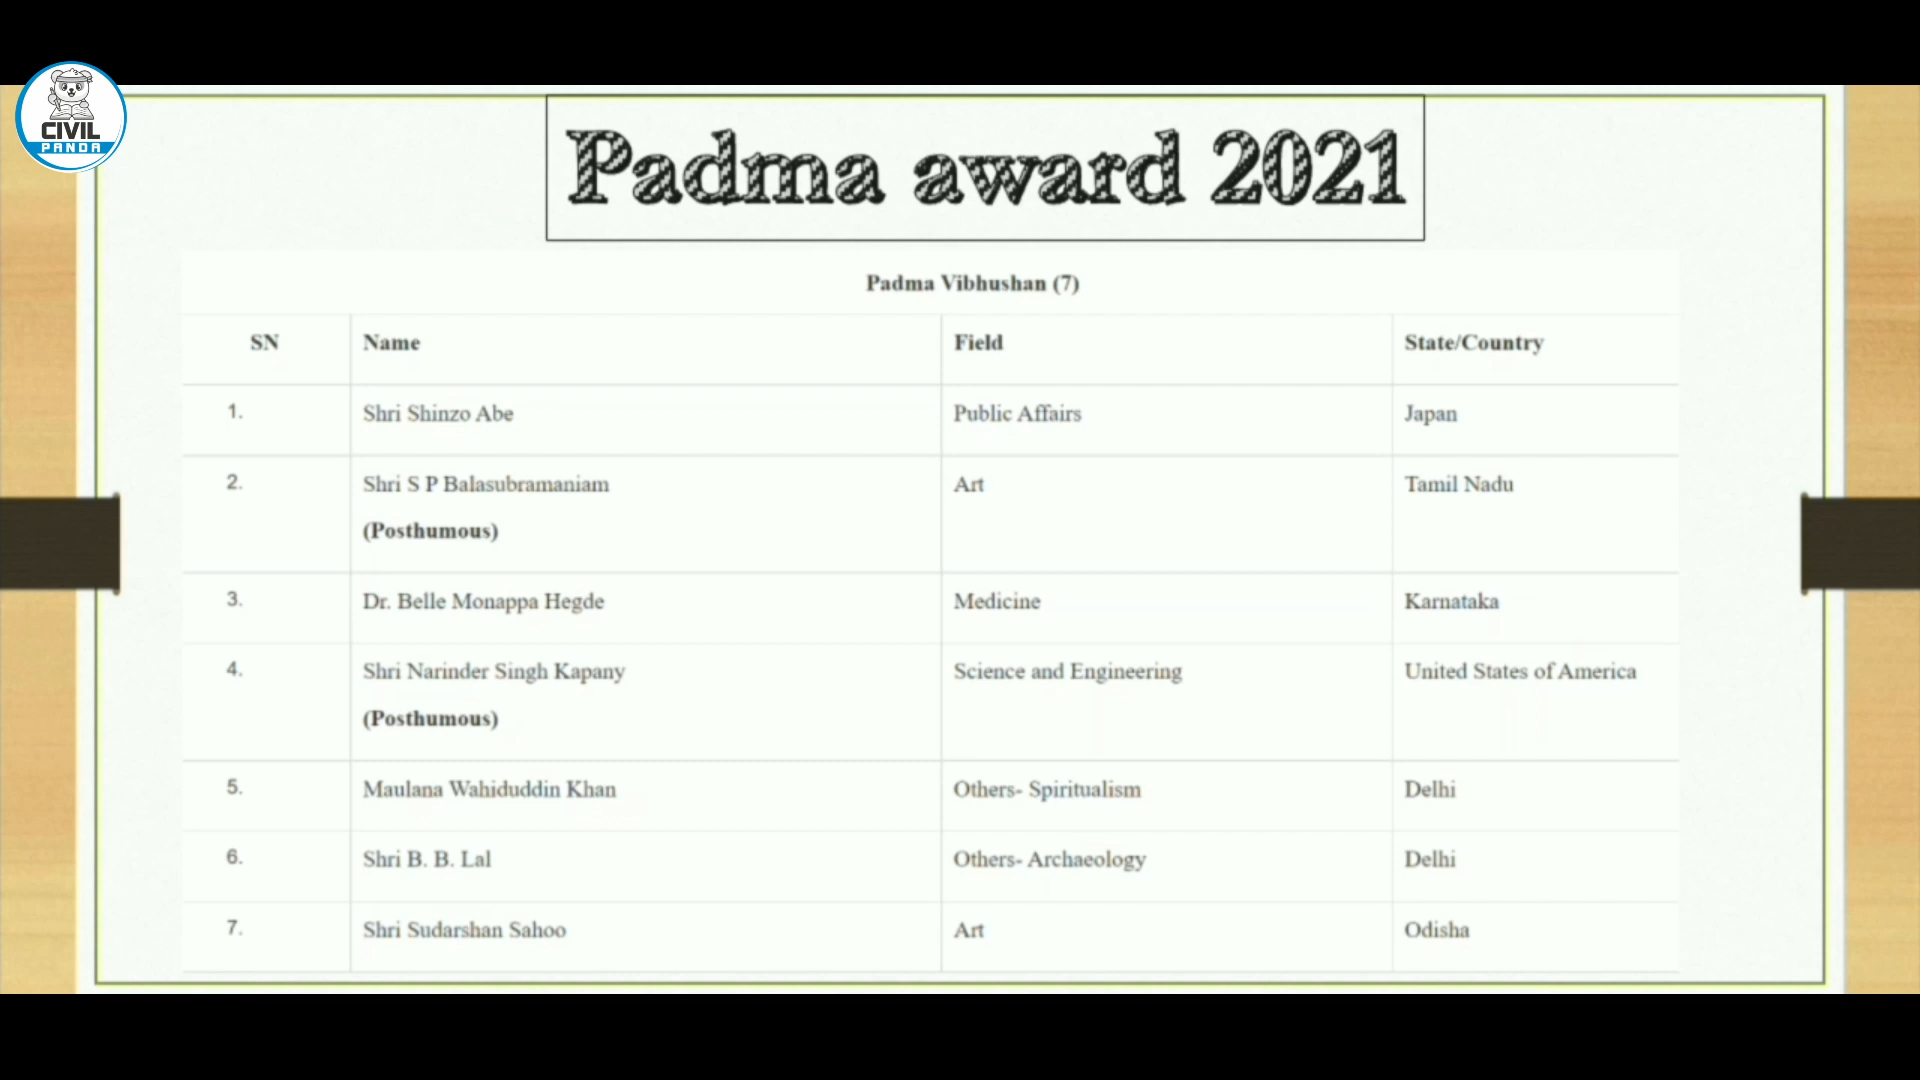 CIVIL
PANDA
Padma award 2021
Padma Vibhushan (7)
SN Name Field State/Country
1. Shri Shinzo Abe Public Affairs Japan
2. Shri S P Balasubramaniam Art Tamil Nadu
(Posthumous)
3. Dr. Belle Monappa Hegde Medicine Karnataka
4. Shri Narinder Singh Kapany Science and Engineering United States of America
(Posthumous)
5. Maulana Wahiduddin Khan Others- Spiritualism Delhi
6. Shri B. B. Lal Others- Archaeology Delhi
7. Shri Sudarshan Sahoo Art Odisha